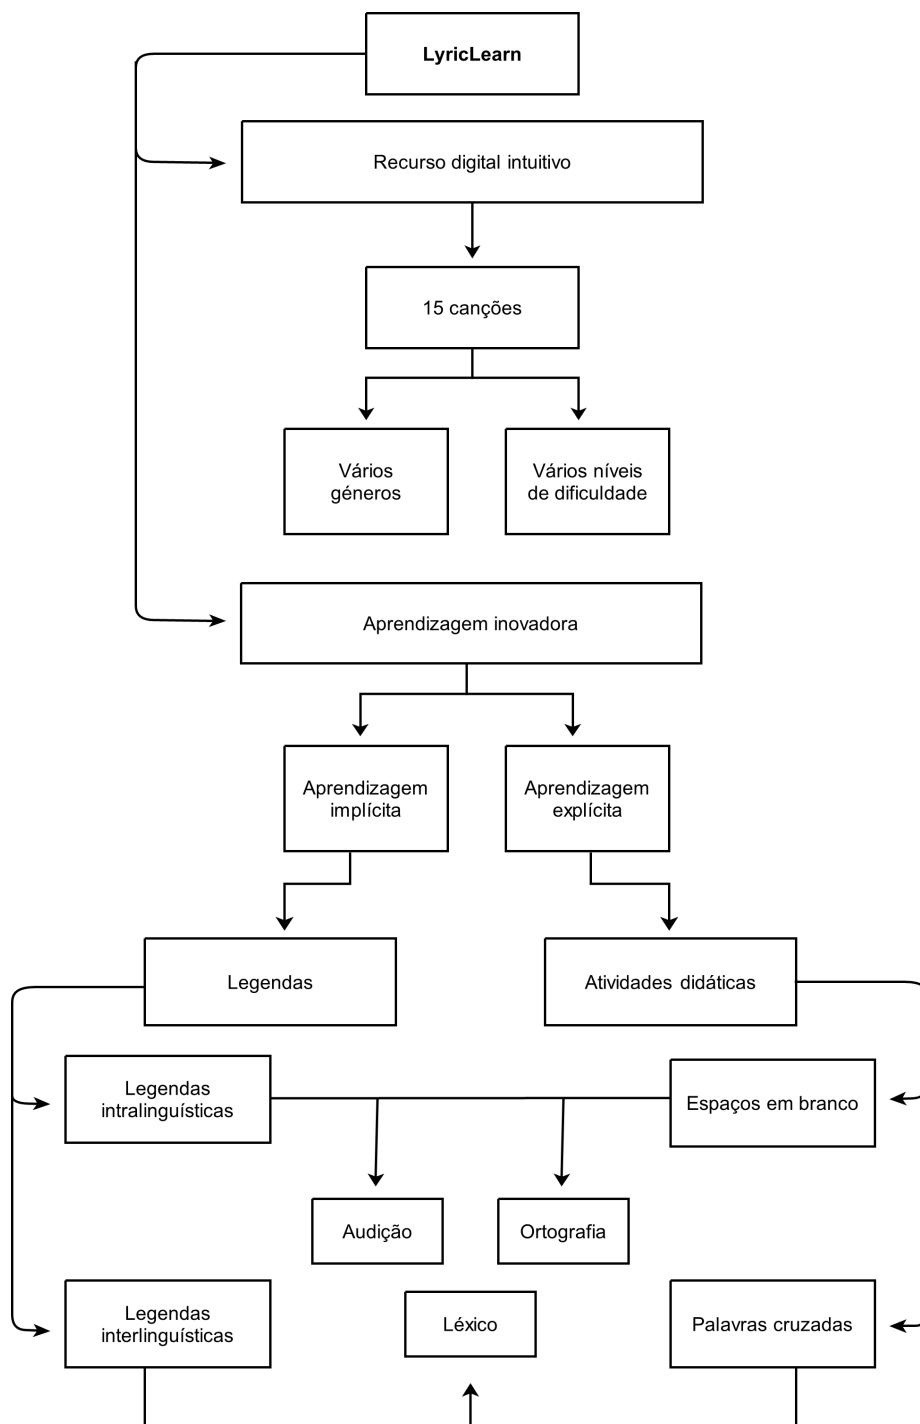 LyricLearn
Recurso digital intuitivo
15 canções
Vários
géneros
Vários níveis
de dificuldade
Aprendizagem inovadora
Aprendizagem
implícita
Aprendizagem
explícita
Legendas
Atividades didáticas
Legendas
intralinguísticas
Espaços em branco
Audição
Ortografia
Legendas
interlinguísticas
Léxico
Palavras cruzadas